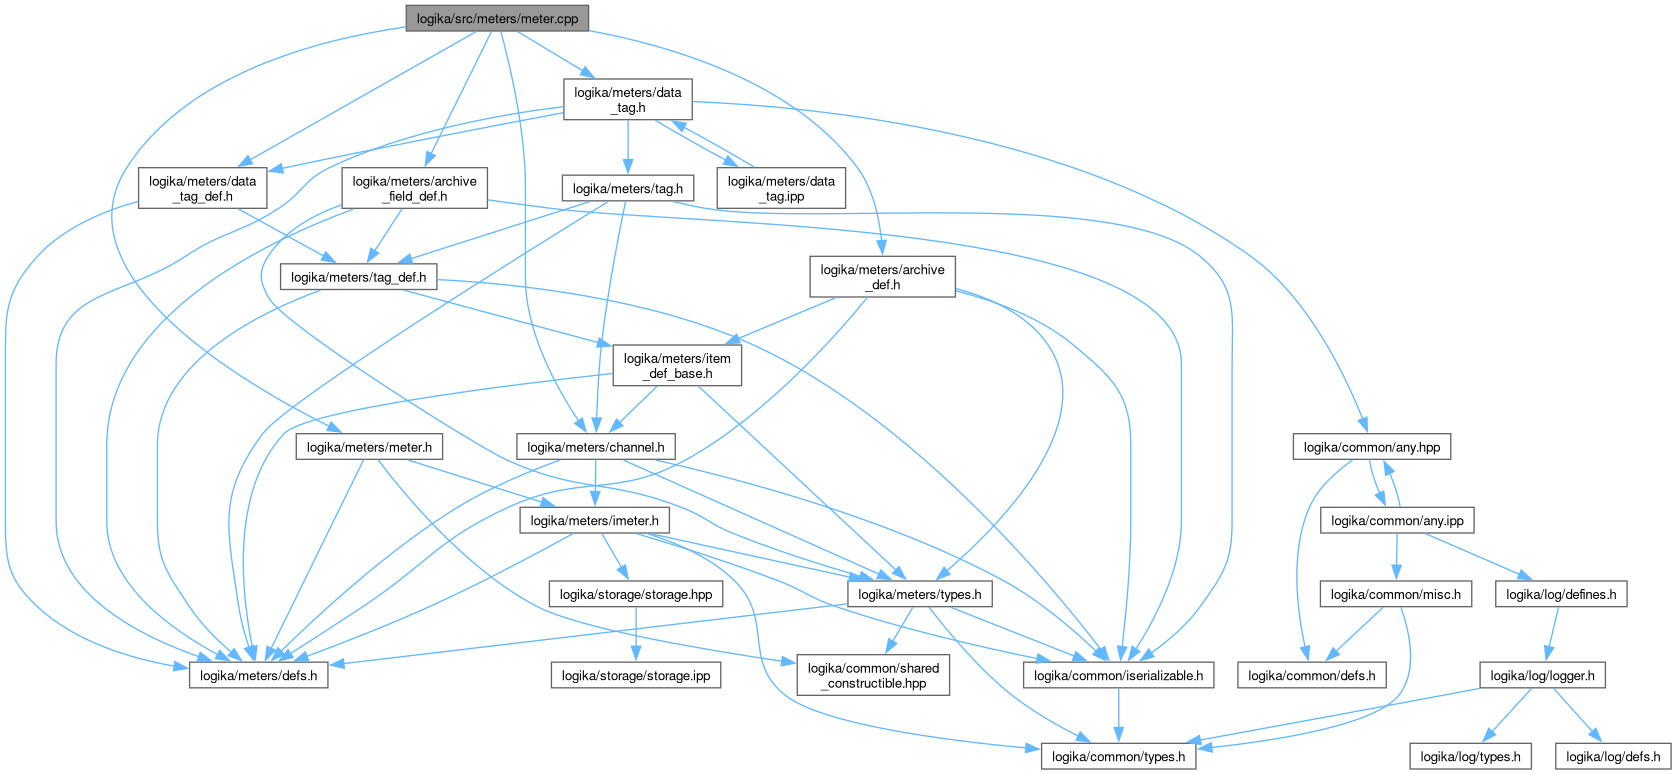 logika/src/meters/meter.cpp
logika/meters/data
_tag.h
logika/meters/data
_tag_def.h
logika/meters/archive
_field_def.h
logika/meters/tag.h
logika/meters/data
_tag.ipp
logika/meters/tag_def.h
logika/meters/archive
_def.h
logika/meters/item
_def_base.h
logika/meters/meter.h
logika/meters/channel.h
logika/common/any.hpp
logika/meters/imeter.h
logika/common/any.ipp
logika/storage/storage.hpp
logika/meters/types.h
logika/common/misc.h
logika/log/defines.h
logika/meters/defs.h
logika/storage/storage.ipp
logika/common/shared
_constructible.hpp
logika/common/iserializable.h
logika/common/defs.h
logika/log/logger.h
logika/common/types.h
logika/log/types.h
logika/log/defs.h